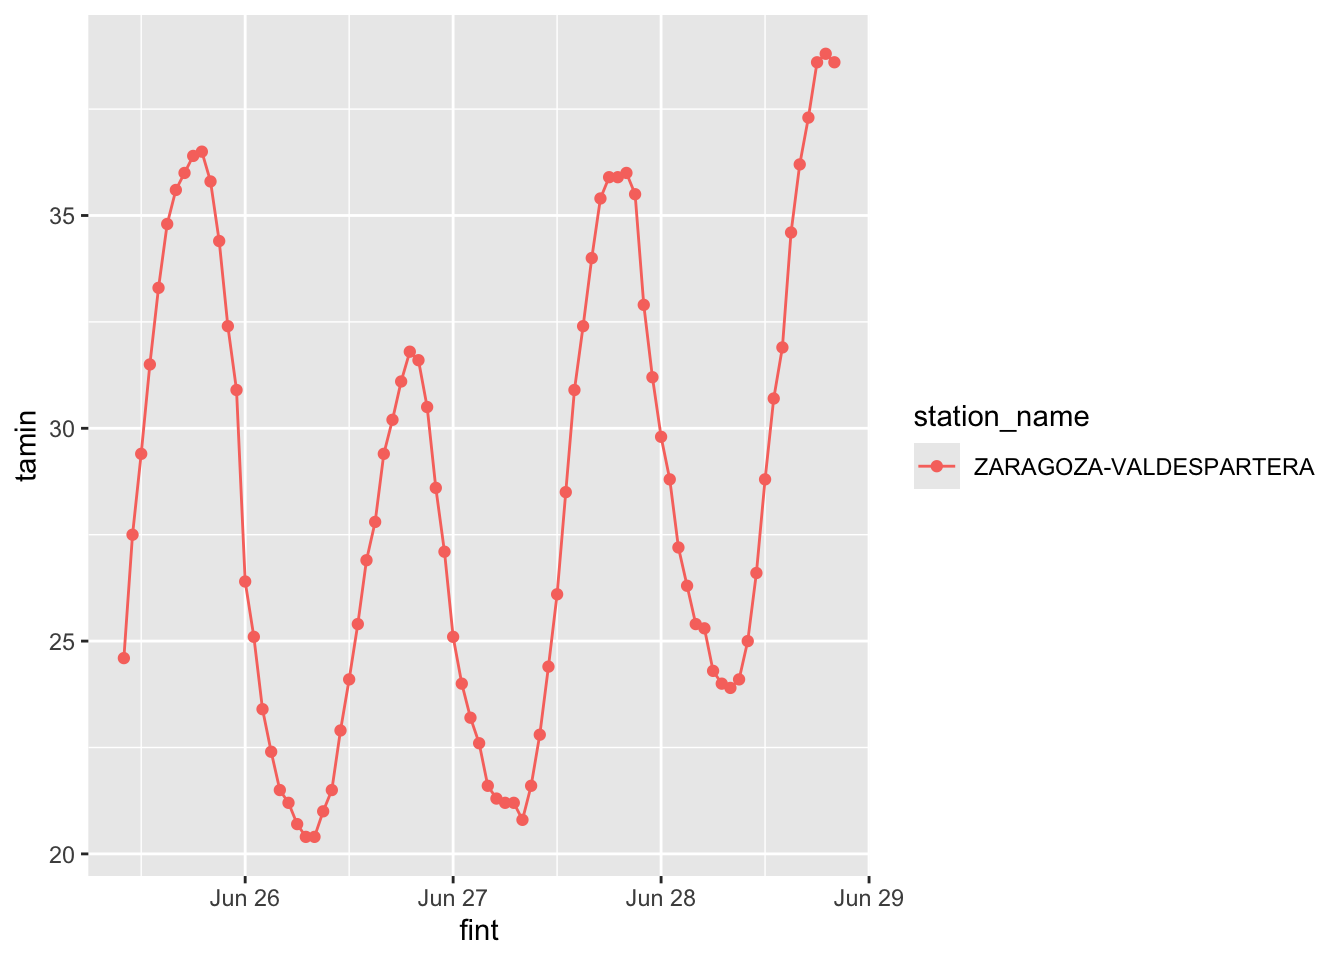 35
30
25
20
tamin
Jun 26
Jun 27
Jun 28
Jun 29
fint
station_name
ZARAGOZA-VALDESPARTERA